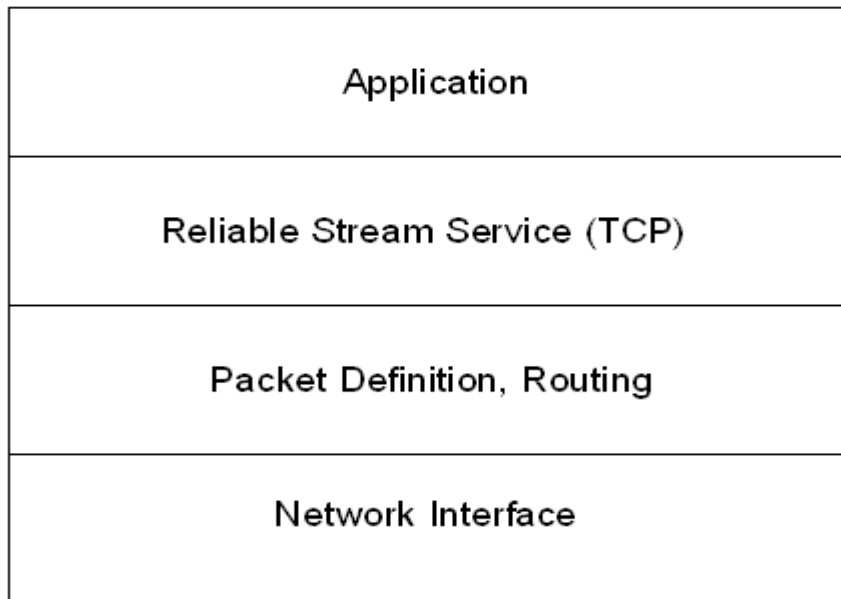 Application
Reliable Stream Service (TCP)
Packet Definition, Routing
Network Interface